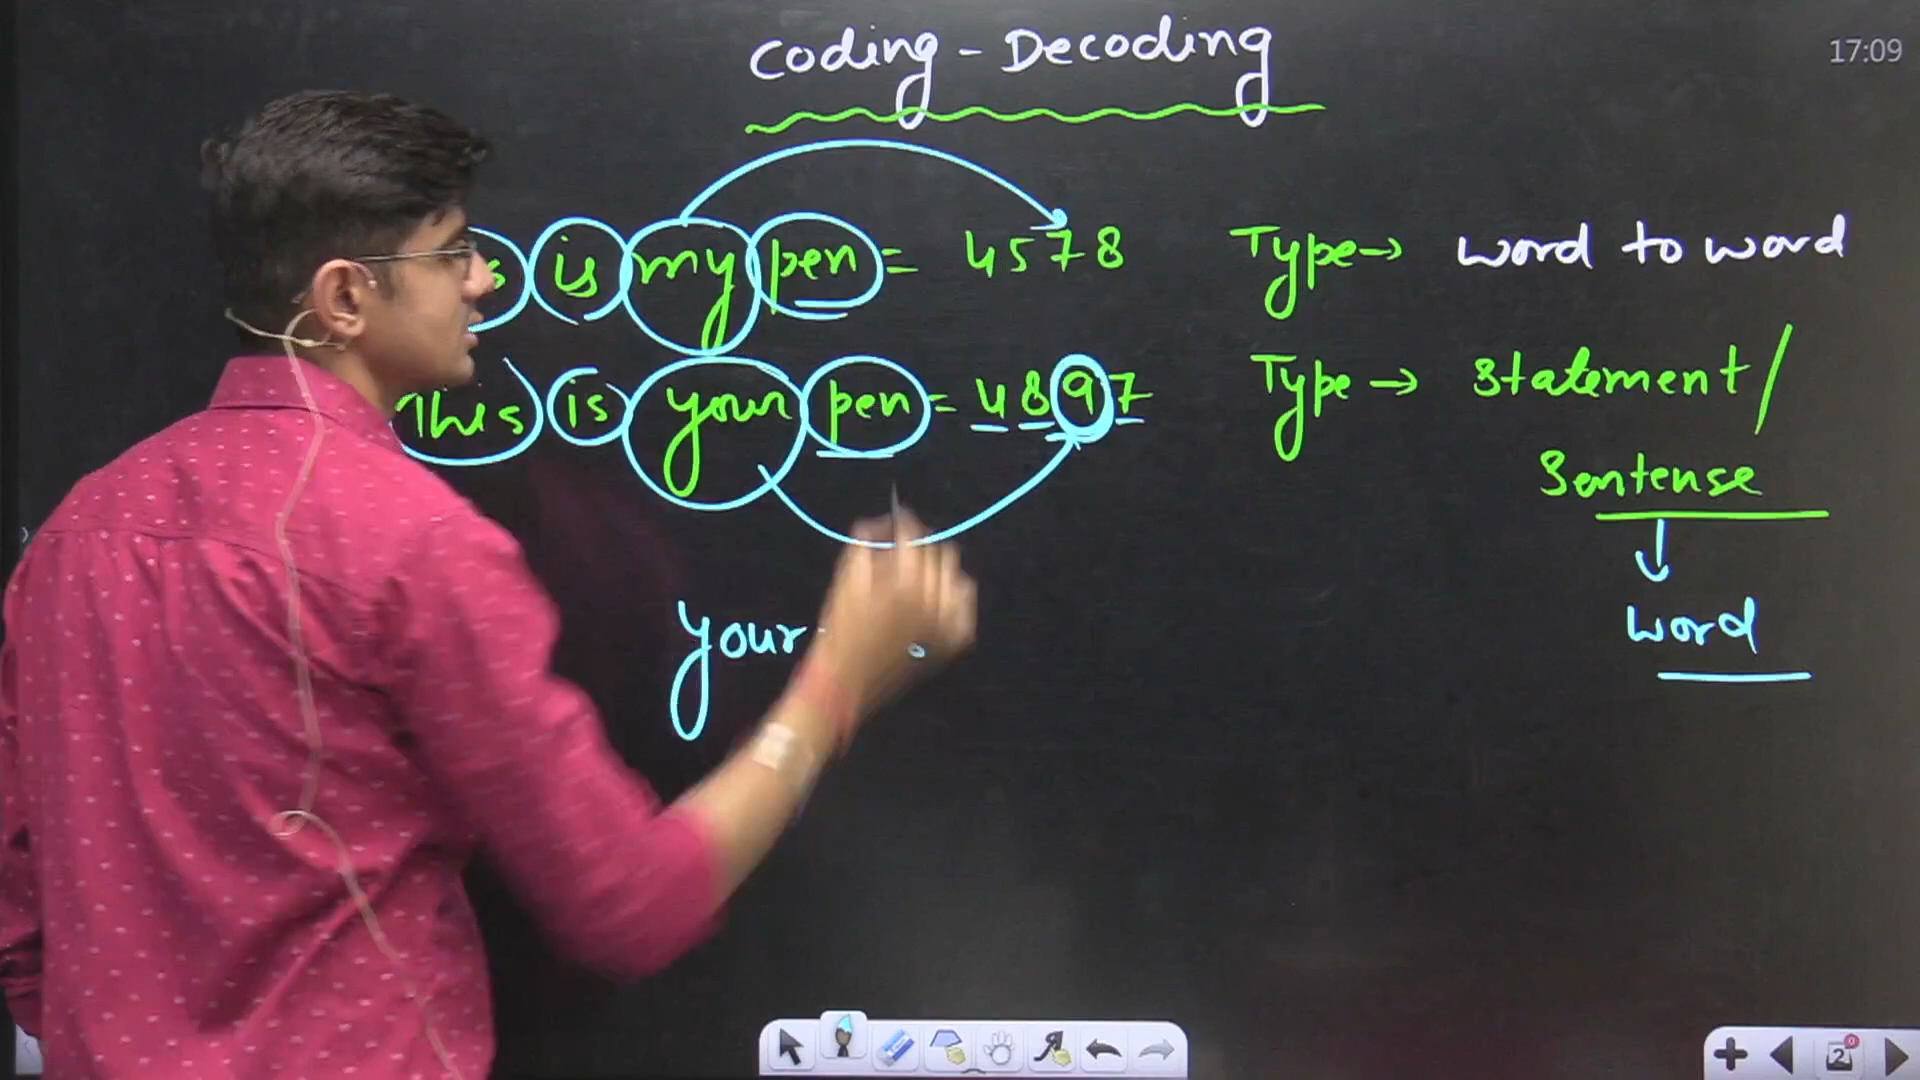 Coding - Decoding
17:09
is my pen = 4578
Type → word to word
This is your pen = 4897
Type → Statement/
Sentense
↓
word
your
2